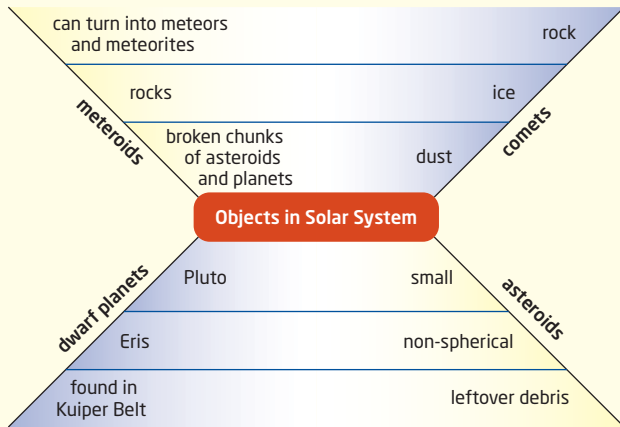 can turn into meteors
and meteorites
rock
rocks
ice
broken chunks
of asteroids
and planets
dust
meteroids
comets
Objects in Solar System
dwarf planets
asteroids
Pluto
small
Eris
non-spherical
found in
Kuiper Belt
leftover debris